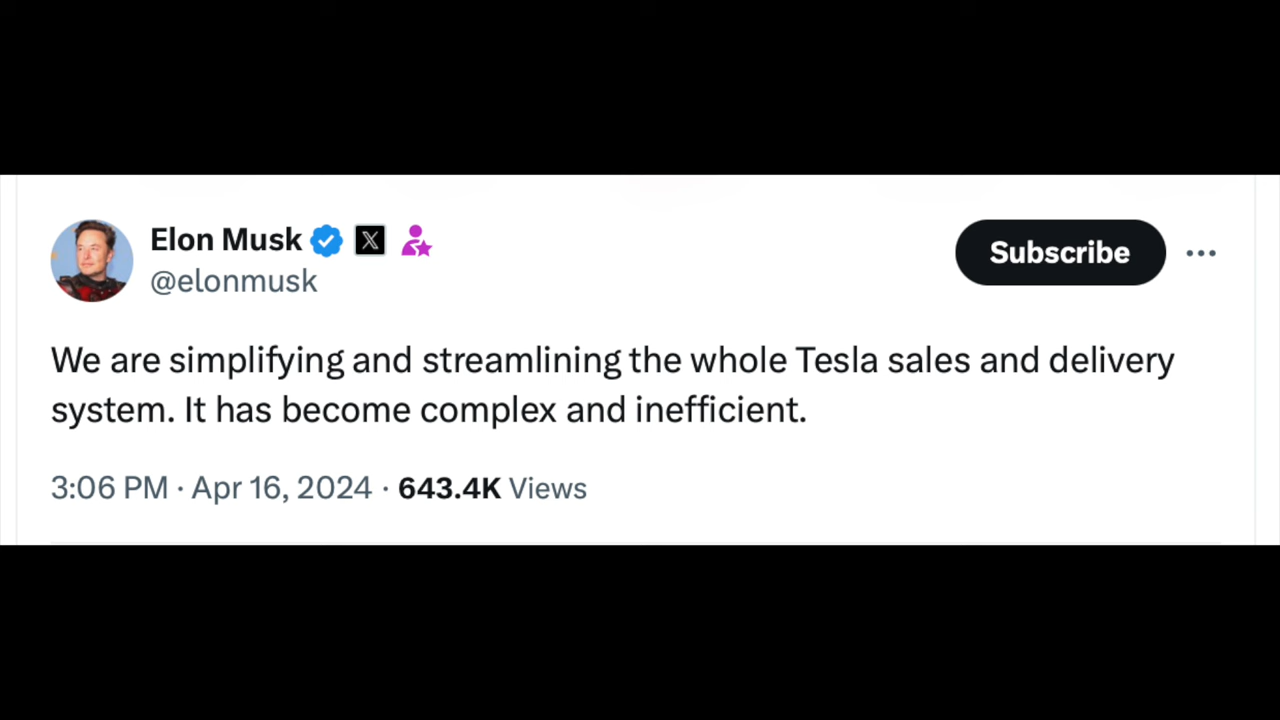 Elon Musk
@elonmusk
Subscribe
We are simplifying and streamlining the whole Tesla sales and delivery
system. It has become complex and inefficient.
3:06 PM · Apr 16, 2024 · 643.4K Views